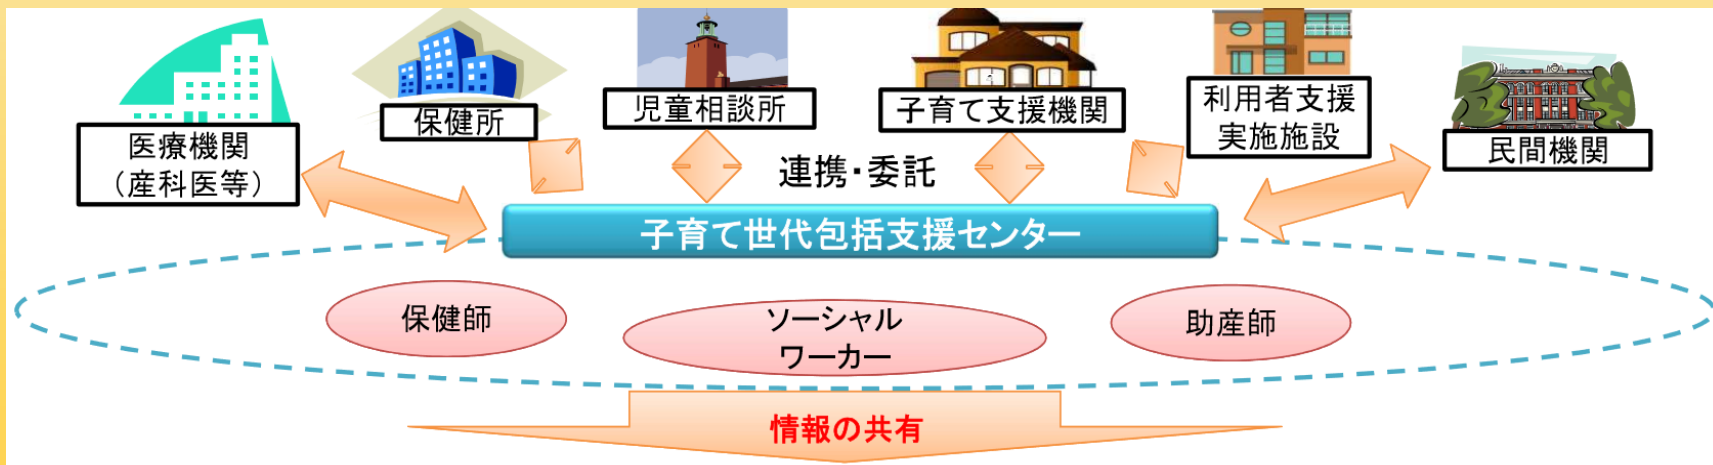 医療機関
(産科医等)
保健所
児童相談所
子育て支援機関
利用者支援
実施施設
民間機関
連携・委託
子育て世代包括支援センター
保健師
ソーシャル
ワーカー
助産師
情報の共有